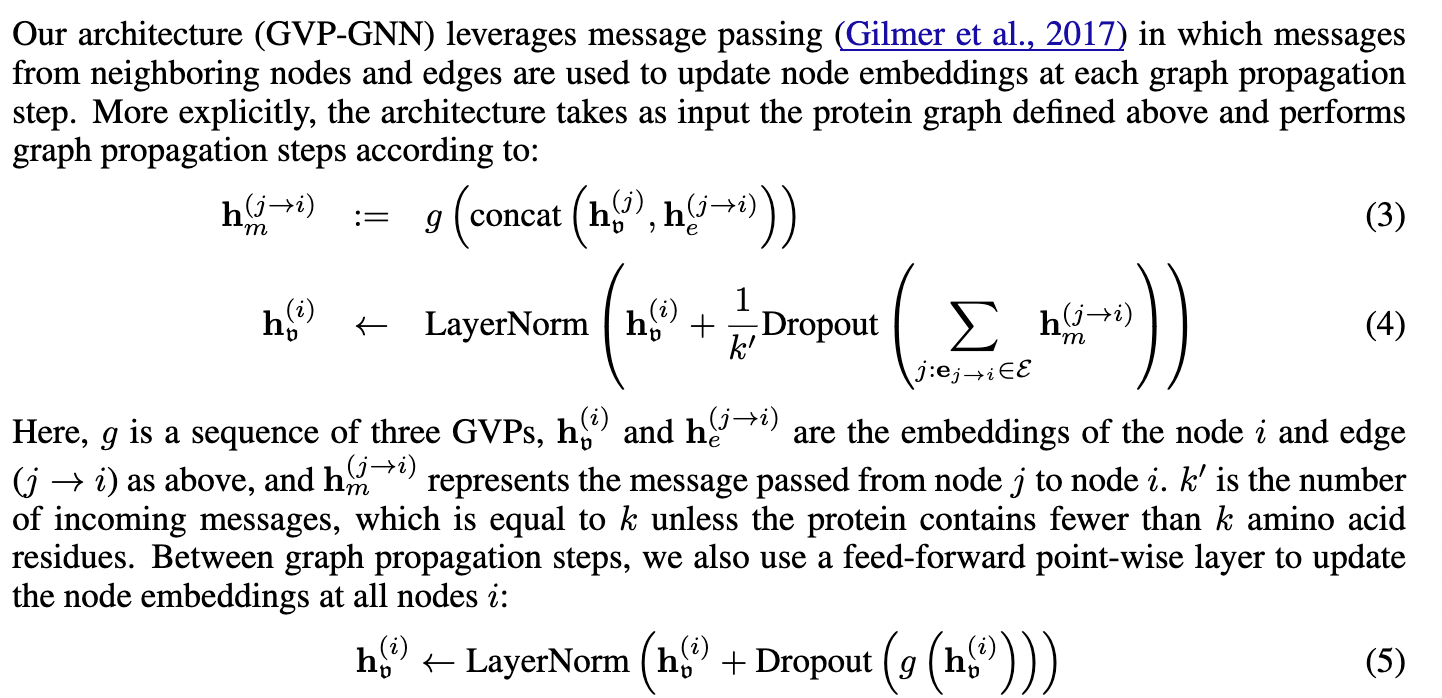 Our architecture (GVP-GNN) leverages message passing (Gilmer et al., 2017) in which messages
from neighboring nodes and edges are used to update node embeddings at each graph propagation
step. More explicitly, the architecture takes as input the protein graph defined above and performs
graph propagation steps according to:
$\mathbf{h}_m^{(j \to i)} := g\left(\text{concat}\left(\mathbf{h}_{\mathfrak{v}}^{(j)}, \mathbf{h}_e^{(j \to i)}\right)\right)$ (3)
$\mathbf{h}_{\mathfrak{v}}^{(i)} \leftarrow \text{LayerNorm}\left(\mathbf{h}_{\mathfrak{v}}^{(i)} + \frac{1}{k'}\text{Dropout}\left(\sum_{j:\mathbf{e}_{j \to i} \in \mathcal{E}} \mathbf{h}_m^{(j \to i)}\right)\right)$ (4)
Here, $g$ is a sequence of three GVPs, $\mathbf{h}_{\mathfrak{v}}^{(i)}$ and $\mathbf{h}_e^{(j \to i)}$ are the embeddings of the node $i$ and edge
$(j \to i)$ as above, and $\mathbf{h}_m^{(j \to i)}$ represents the message passed from node $j$ to node $i$. $k'$ is the number
of incoming messages, which is equal to $k$ unless the protein contains fewer than $k$ amino acid
residues. Between graph propagation steps, we also use a feed-forward point-wise layer to update
the node embeddings at all nodes $i$:
$\mathbf{h}_{\mathfrak{v}}^{(i)} \leftarrow \text{LayerNorm}\left(\mathbf{h}_{\mathfrak{v}}^{(i)} + \text{Dropout}\left(g\left(\mathbf{h}_{\mathfrak{v}}^{(i)}\right)\right)\right)$ (5)